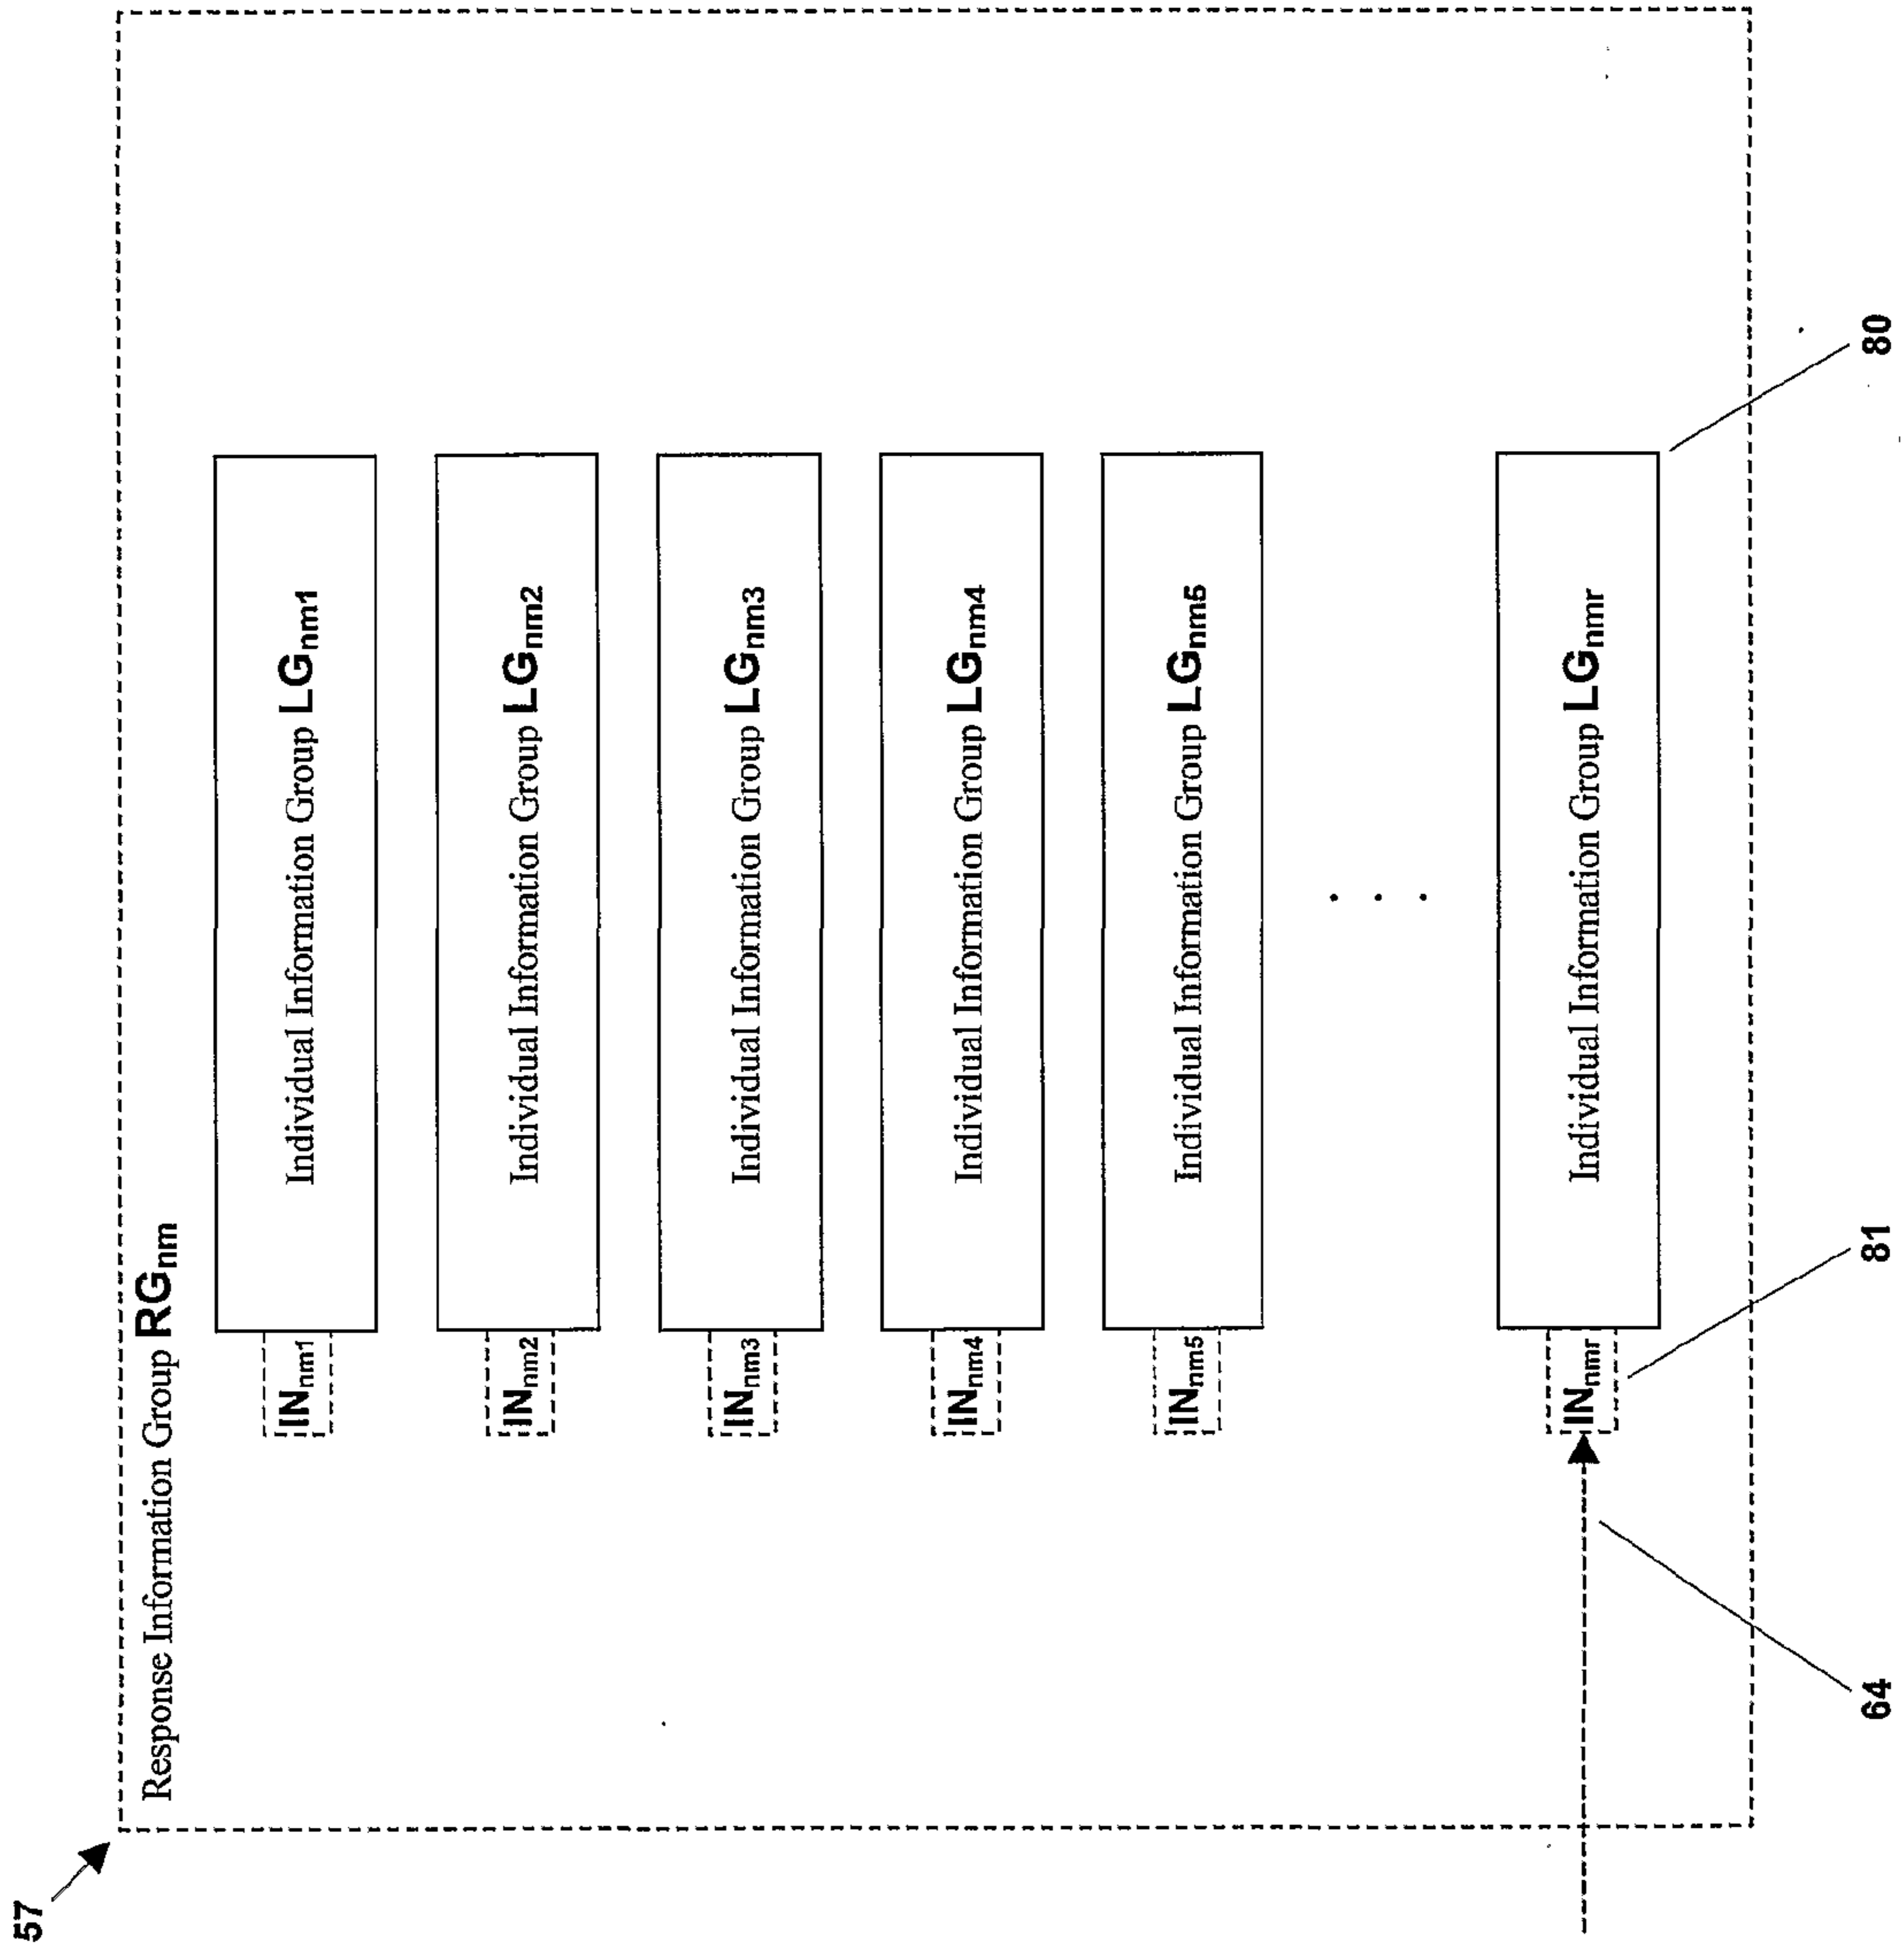 57
Response Information Group RGnm
INnm1 Individual Information Group LGnm1
INnm2 Individual Information Group LGnm2
INnm3 Individual Information Group LGnm3
INnm4 Individual Information Group LGnm4
INnm5 Individual Information Group LGnm5
. . .
INnmr Individual Information Group LGnmr
64
81
80